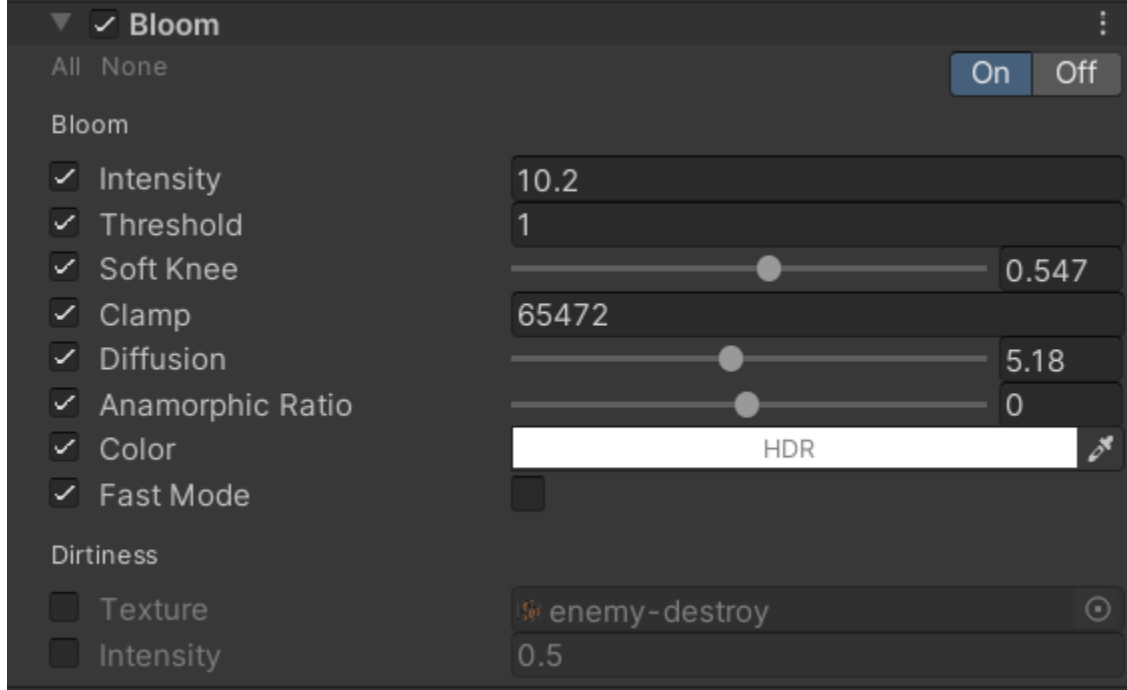 Bloom
All None On Off
Bloom
Intensity 10.2
Threshold 1
Soft Knee 0.547
Clamp 65472
Diffusion 5.18
Anamorphic Ratio 0
Color HDR
Fast Mode
Dirtiness
Texture enemy-destroy
Intensity 0.5